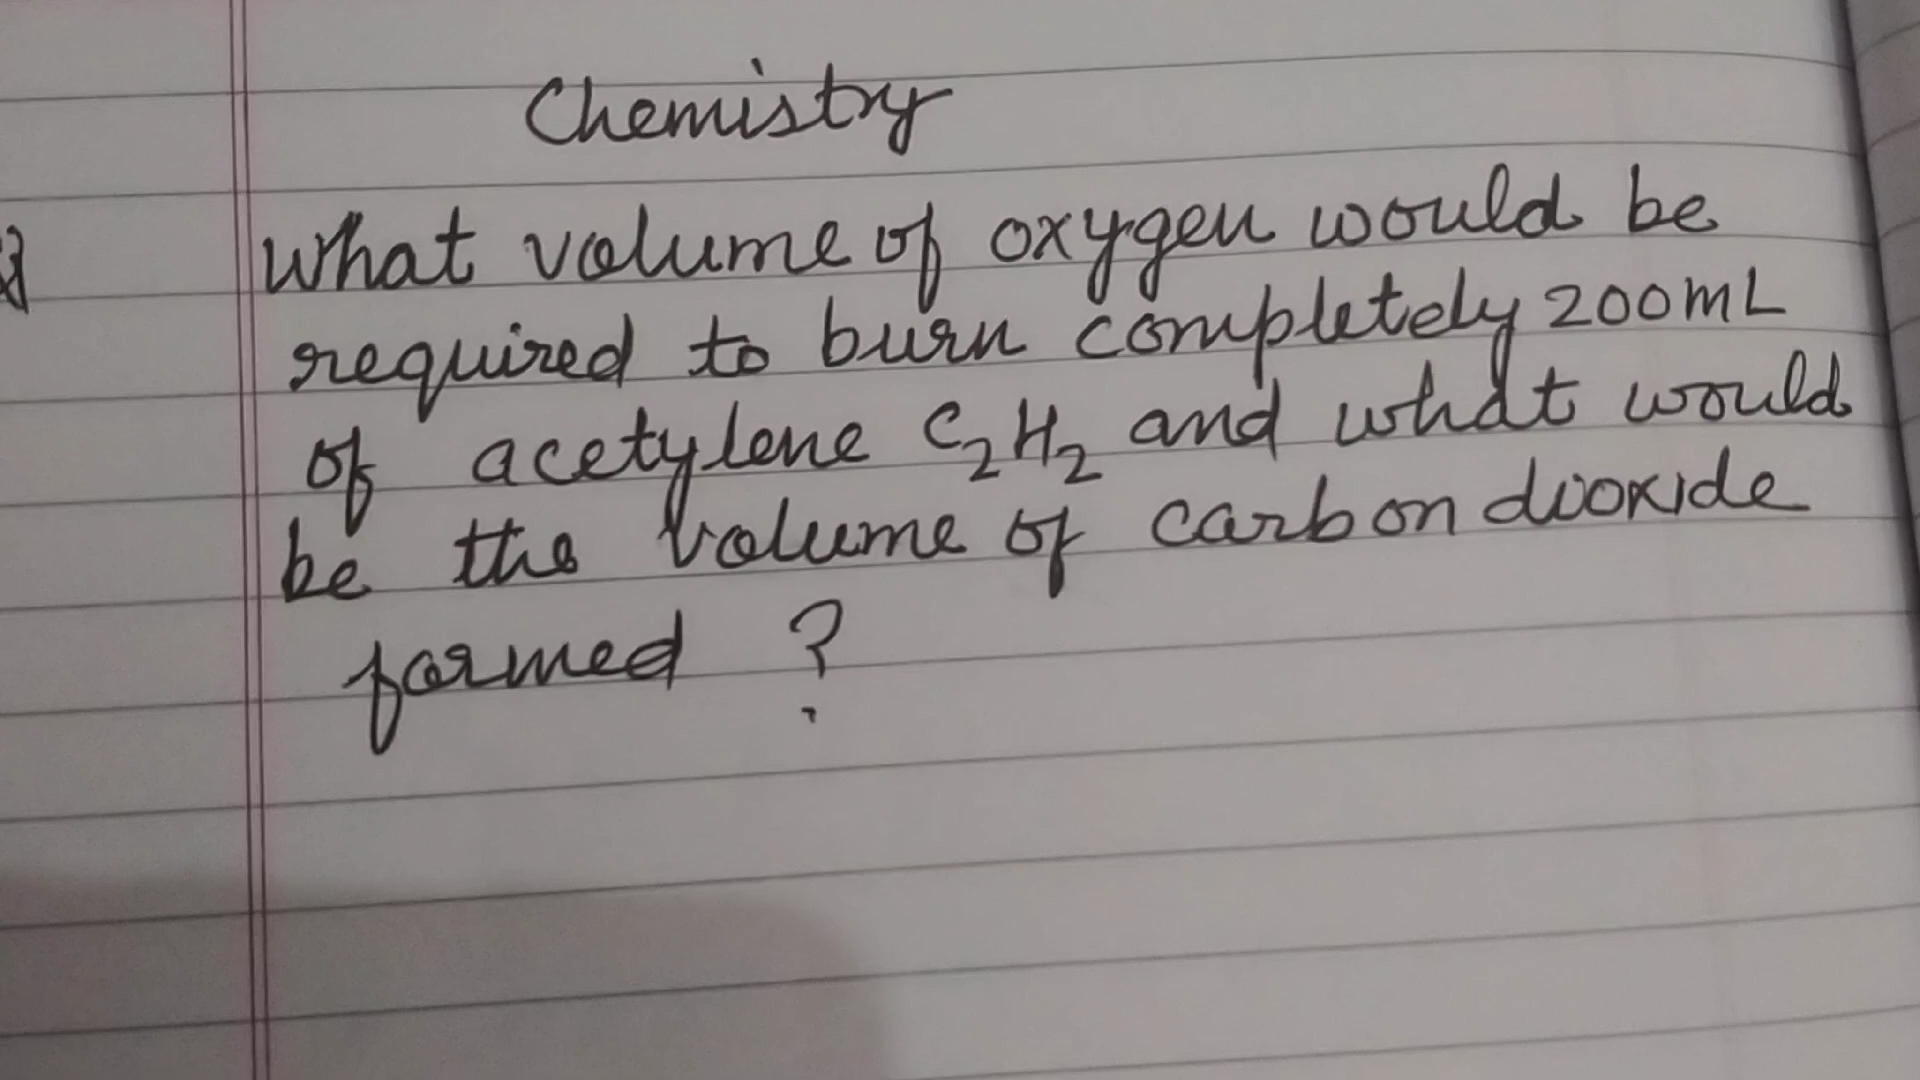 Chemistry
What volume of oxygen would be
required to burn completely 200mL
of acetylene C₂H₂ and what would
be the volume of carbon dioxide
formed ?